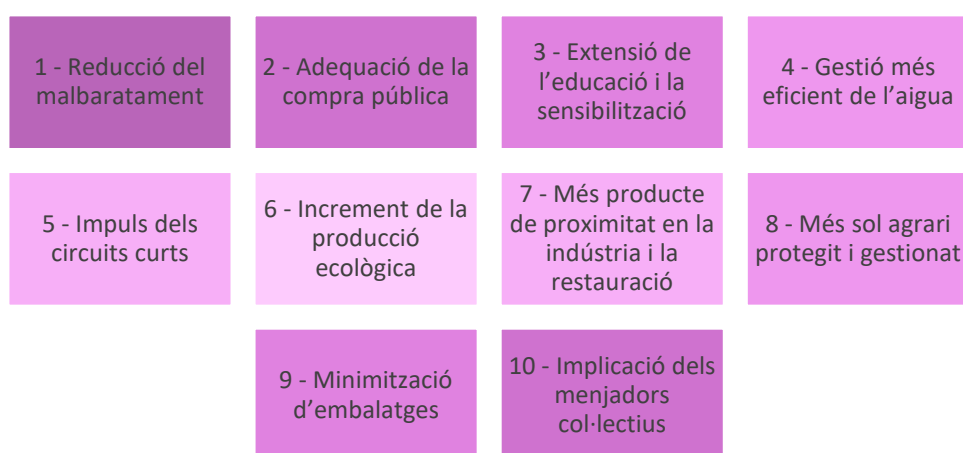 1 - Reducció del
malbaratament
2 - Adequació de la
compra pública
3 - Extensió de
l’educació i la
sensibilització
4 - Gestió més
eficient de l’aigua
5 - Impuls dels
circuits curts
6 - Increment de la
producció
ecològica
7 - Més producte
de proximitat en la
indústria i la
restauració
8 - Més sol agrari
protegit i gestionat
9 - Minimització
d’embalatges
10 - Implicació dels
menjadors
col·lectius